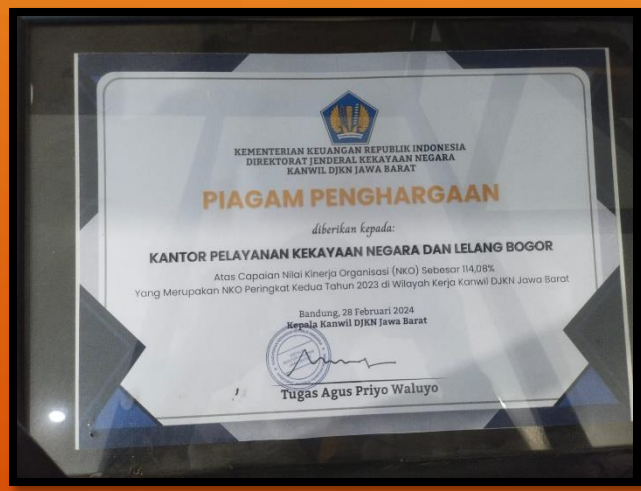 KEMENTERIAN KEUANGAN REPUBLIK INDONESIA
DIREKTORAT JENDERAL KEKAYAAN NEGARA
KANWIL DJKN JAWA BARAT
PIAGAM PENGHARGAAN
diberikan kepada:
KANTOR PELAYANAN KEKAYAAN NEGARA DAN LELANG BOGOR
Atas Capaian Nilai Kinerja Organisasi (NKO) Sebesar 114,08%
Yang Merupakan NKO Peringkat Kedua Tahun 2023 di Wilayah Kerja Kanwil DJKN Jawa Barat
Bandung, 28 Februari 2024
Kepala Kanwil DJKN Jawa Barat
Tugas Agus Priyo Waluyo